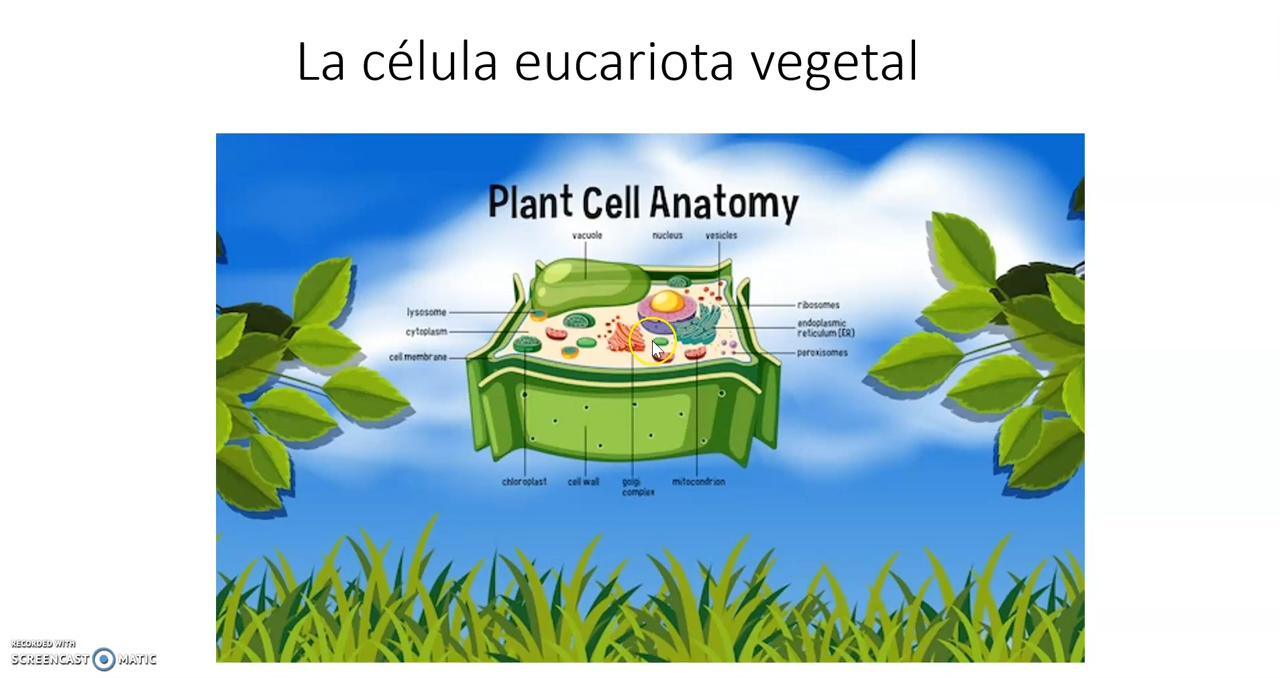 La célula eucariota vegetal
Plant Cell Anatomy
vacuole nucleus vesicles
lysosome
cytoplasm
cell membrane
ribosomes
endoplasmic
reticulum (ER)
peroxisomes
chloroplast cell wall golgi
complex
mitocondrion
RECORDED WITH
SCREENCAST MATIC